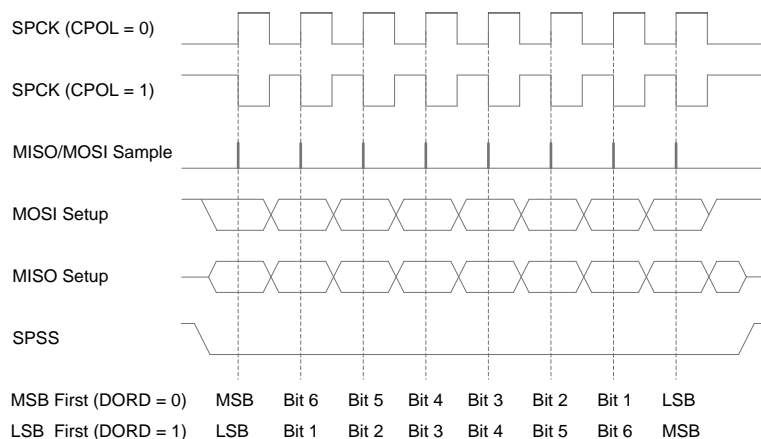 SPCK (CPOL = 0)
SPCK (CPOL = 1)
MISO/MOSI Sample
MOSI Setup
MISO Setup
SPSS
MSB First (DORD = 0) MSB Bit 6 Bit 5 Bit 4 Bit 3 Bit 2 Bit 1 LSB
LSB First (DORD = 1) LSB Bit 1 Bit 2 Bit 3 Bit 4 Bit 5 Bit 6 MSB